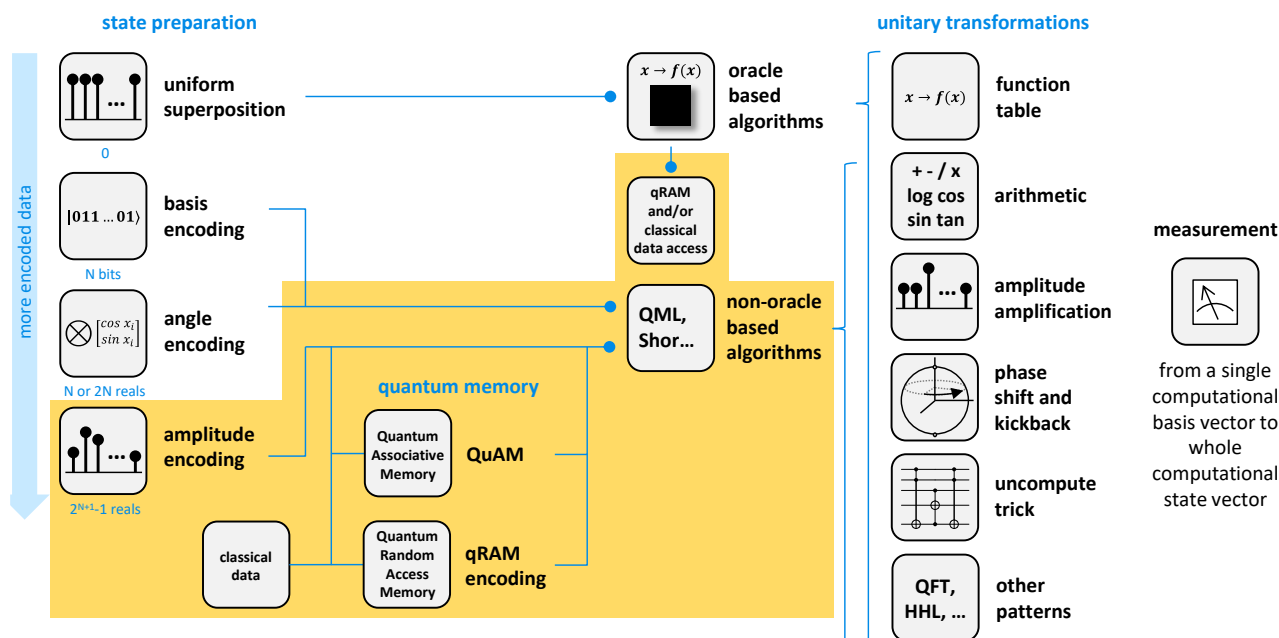 state preparation
unitary transformations
more encoded data
uniform
superposition
0
x → f(x)
oracle
based
algorithms
x → f(x)
function
table
|011 … 01⟩
basis
encoding
N bits
qRAM
and/or
classical
data access
+ - / x
log cos
sin tan
arithmetic
measurement
⊗ [cos x_i
sin x_i]
angle
encoding
N or 2N reals
QML,
Shor…
non-oracle
based
algorithms
…
amplitude
amplification
quantum memory
phase
shift and
kickback
from a single
computational
basis vector to
whole
computational
state vector
…
amplitude
encoding
2^{N+1}-1 reals
Quantum
Associative
Memory
QuAM
uncompute
trick
classical
data
Quantum
Random
Access
Memory
qRAM
encoding
QFT,
HHL, …
other
patterns